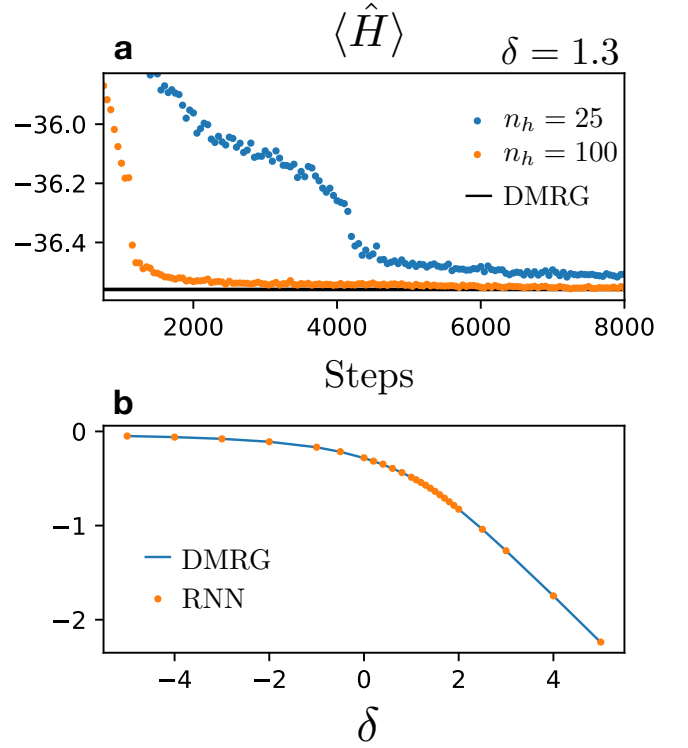 ⟨Ĥ⟩
a
δ = 1.3
−36.0
−36.2
−36.4
n_h = 25
n_h = 100
DMRG
2000 4000 6000 8000
Steps
b
0
−1
−2
DMRG
RNN
−4 −2 0 2 4
δ